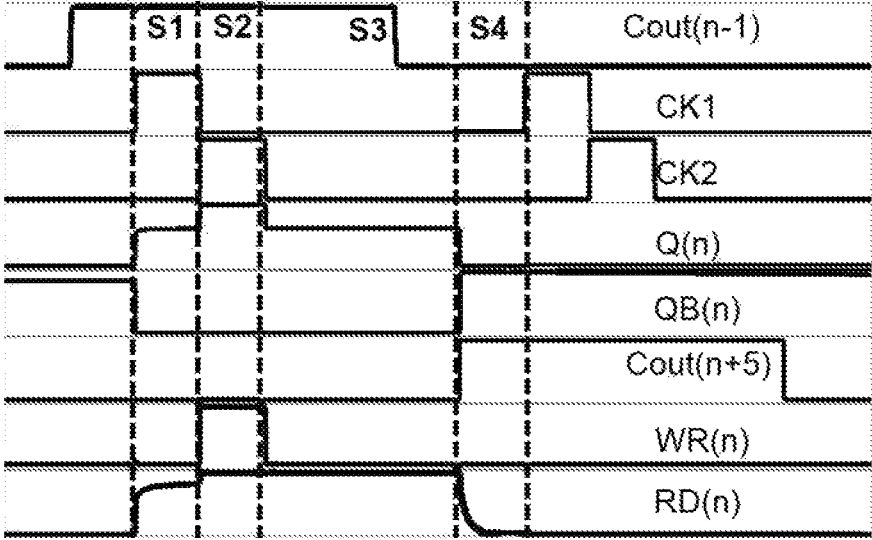 S1 S2 S3 S4 Cout(n-1)
CK1
CK2
Q(n)
QB(n)
Cout(n+5)
WR(n)
RD(n)